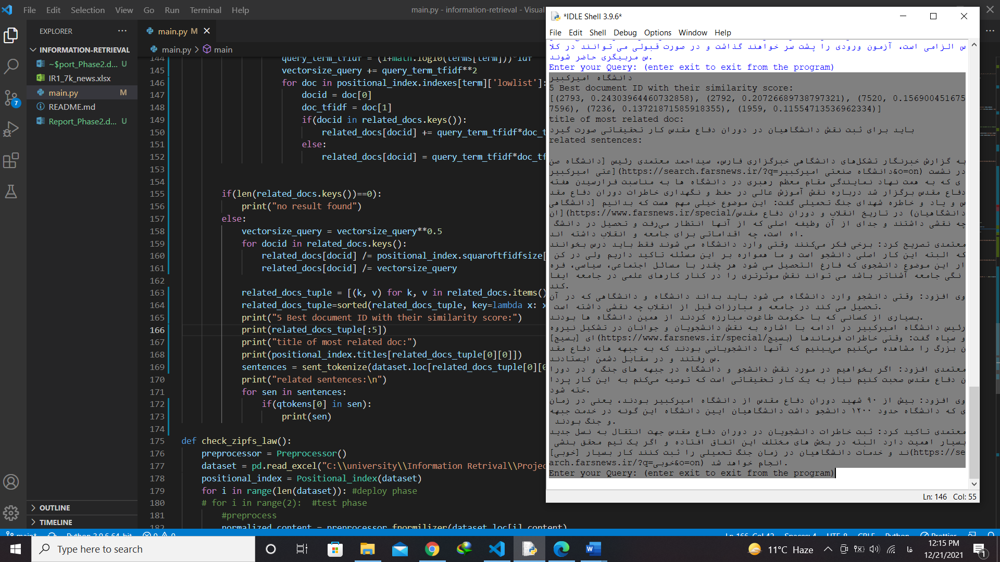 File Edit Selection View Go Run Terminal Help
main.py - information-retrieval - Visual
EXPLORER
INFORMATION-RETRIEVAL
~$port_Phase2.d... U
IR1_7k_news.xlsx
main.py M
README.md
Report_Phase2.d... U
OUTLINE
TIMELINE
main.py M
main.py > main
144 query_term_tfidf = (1+math.log10(terms[term]))*idf
145 vectorsize_query += query_term_tfidf**2
146 for doc in positional_index.indexes[term]['lowlist']:
147 docid = doc[0]
148 doc_tfidf = doc[1]
149 if(docid in related_docs.keys()):
150 related_docs[docid] += query_term_tfidf*doc_t
151 else:
152 related_docs[docid] = query_term_tfidf*doc_tf
153
154
155 if(len(related_docs.keys())==0):
156 print("no result found")
157 else:
158 vectorsize_query = vectorsize_query**0.5
159 for docid in related_docs.keys():
160 related_docs[docid] /= positional_index.squaroftfidfsize[
161 related_docs[docid] /= vectorsize_query
162
163 related_docs_tuple = [(k, v) for k, v in related_docs.items()
164 related_docs_tuple=sorted(related_docs_tuple, key=lambda x: x
165 print("5 Best document ID with their similarity score:")
166 print(related_docs_tuple[:5])
167 print("title of most related doc:")
168 print(positional_index.titles[related_docs_tuple[0][0]])
169 sentences = sent_tokenize(dataset.loc[related_docs_tuple[0][0
170 print("related sentences:\n")
171 for sen in sentences:
172 if(qtokens[0] in sen):
173 print(sen)
174
175 def check_zipfs_law():
176 preprocessor = Preprocessor()
177 dataset = pd.read_excel("C:\\university\\Information Retrival\\Projec
178 positional_index = Positional_index(dataset)
179 for i in range(len(dataset)): #deploy phase
180 # for i in range(2): #test phase
181 #preprocess
182 normalized_content = preprocessor.fnormilizer(dataset.loc[i].content)
*IDLE Shell 3.9.6*
File Edit Shell Debug Options Window Help
س الزامی است، آزمون ورودی را پشت سر خواهند گذاشت و در صورت قبولی می توانند در کلا
س مربیگری حاضر شوند.
Enter your Query: (enter exit to exit from the program)
دانشگاه امیرکبیر
5 Best document ID with their similarity score:
[(2793, 0.24303964460732858), (2792, 0.20726689738797321), (7520, 0.156900451675
7596), (7236, 0.13721871585918355), (1959, 0.11554713536962334)]
title of most related doc:
باید برای ثبت نقش دانشگاهیان در دوران دفاع مقدس کار تحقیقاتی صورت گیرد
related sentences:
به گزارش خبرنگار تشکل‌های دانشگاهی خبرگزاری فارس، سیداحمد معتمدی رئیس [دانشگاه صن
عتی امیرکبیر](https://search.farsnews.ir/?q=دانشگاه صنعتی امیرکبیر&o=on) در نشست
ی که به همت نهاد نمایندگی مقام معظم رهبری در دانشگاه ها به مناسبت فرارسیدن هفته
دفاع مقدس برگزار شد درباره نقش آموزش عالی در حفظ و نگهداری خاطرات دوران دفاع مقد
س و یاد و خاطره شهدای جنگ تحمیلی گفت: این موضوع خیلی مهم هست که بدانیم [دانشگاهی
ان](https://www.farsnews.ir/special/دانشگاهیان) در تاریخ انقلاب و دوران دفاع مقدس
چه نقشی داشتند و جدای از آن وظیفه اصلی که از آنها انتظار می‌رفت و تحصیل در دانشگ
اه است، چه اقداماتی برای جامعه و انقلاب داشته اند.
معتمدی تصریح کرد: برخی فکر می‌کنند وقتی وارد دانشگاه می شوند فقط باید درس بخوانند
که البته این کار اصلی دانشجو است و ما همواره بر این مسئله تاکید داریم ولی در کن
ار این موضوع دانشجوی که فارغ التحصیل می شود هر چقدر با مسائل اجتماعی، سیاسی، فره
نگی جامعه آشناتر باشد می تواند نقش موثرتری را در کنار کارهای علمی در جامعه ایفا
کند.
وی افزود: وقتی دانشجو وارد دانشگاه می شود باید بداند دانشگاه و دانشگاهی که در آن
تحصیل می کند در جامعه و مبارزات قبل از انقلاب چه نقشی داشته است.
بسیاری از کسانی که با حکومت طاغوت مبارزه کردند از همین دانشگاه ها بودند.
رئیس دانشگاه امیرکبیر در ادامه با اشاره به نقش دانشجویان و جوانان در تشکیل نیروه
ای [بسیج](https://www.farsnews.ir/special/بسیج) و سپاه گفت: وقتی خاطرات فرماندها
ن بزرگ را مشاهده می‌کنیم می‌بینیم که آنها دانشجویانی بودند که به جبهه های دفاع مقد
س رفتند و در مقابل دشمن ایستادند.
معتمدی افزود: اگر بخواهیم در مورد نقش دانشجو و دانشگاه در جبهه های جنگ و در دورا
ن دفاع مقدس صحبت کنیم نیاز به یک کار تحقیقاتی است که توصیه می‌کنم به این کار پردا
خته شود.
وی افزود: بیش از ۹۰ شهید دوران دفاع مقدس از دانشگاه امیرکبیر بودند، یعنی در زمان
ی که دانشگاه حدود ۱۲۰۰ دانشجو داشت دانشگاهیان ایین دانشگاه این گونه در خدمت جبهه
و جنگ بودند.
معتمدی تاکید کرد: ثبت خاطرات دانشجویان در دوران دفاع مقدس جهت انتقال به نسل جدید
بسیار اهمیت دارد البته در بخش های مختلف این اتفاق افتاده و اگر یک تیم محقق بنشی
ند و خدمات دانشگاهیان در زمان جنگ تحمیلی را ثبت کنند کار بسیار [خوبی](https://se
arch.farsnews.ir/?q=خوبی&o=on) انجام خواهد شد.
Enter your Query: (enter exit to exit from the program)
Ln: 146 Col: 55
main* Python 3.9.6 64-bit 0 0
Ln 166, Col 42 Spaces: 4 UTF-8 CRLF Python Prettier
Type here to search
11°C Haze
فا
12:15 PM
12/21/2021
1
7